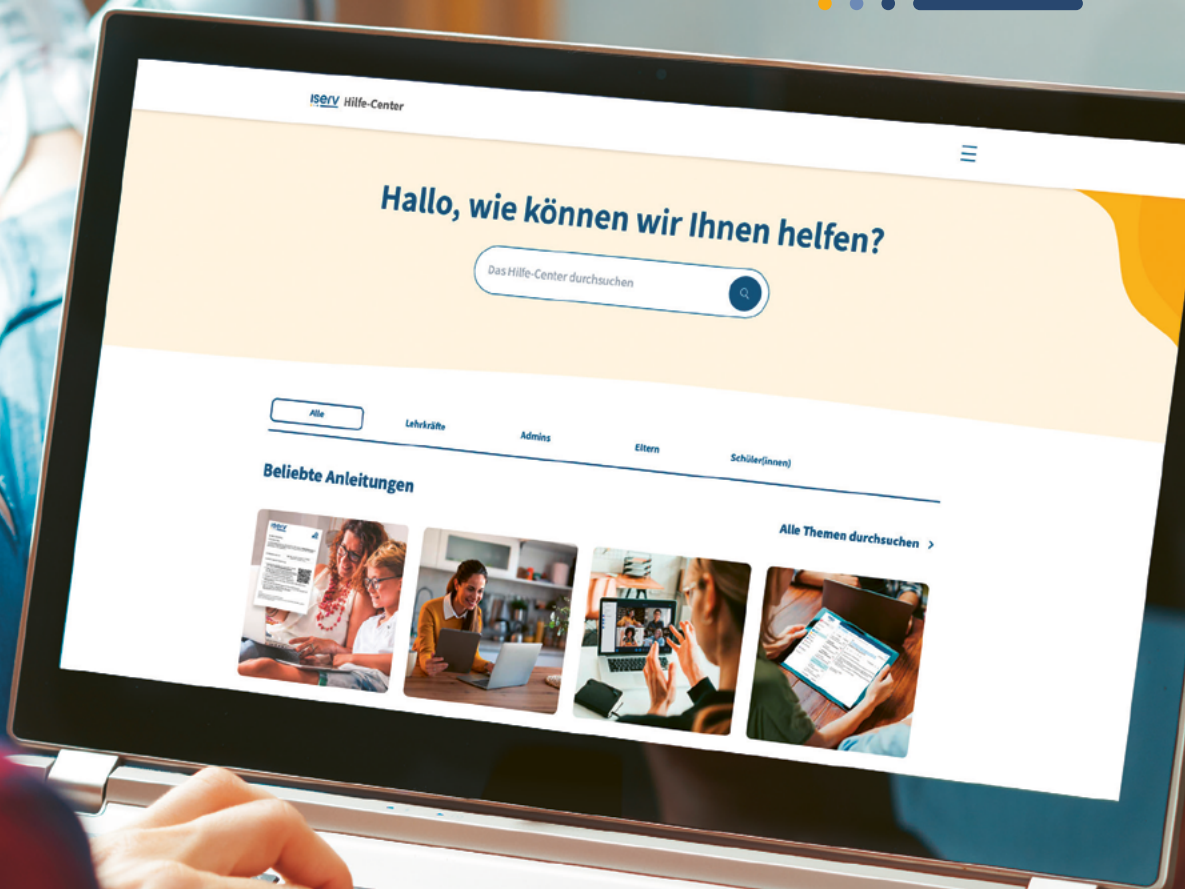 IServ Hilfe-Center
Hallo, wie können wir Ihnen helfen?
Das Hilfe-Center durchsuchen
Alle
Lehrkräfte
Admins
Eltern
Schüler(innen)
Beliebte Anleitungen
Alle Themen durchsuchen
IServ